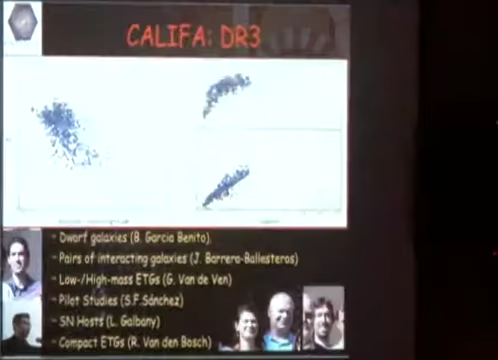 CALIFA: DR3
- Dwarf galaxies (B. García Benito).
- Pairs of interacting galaxies (J. Barrera-Ballesteros)
- Low-/High-mass ETGs (G. Van de Ven)
- Pilot Studies (S.F.Sánchez)
- SN Hosts (L. Galbany)
- Compact ETGs (R. Van den Bosch)